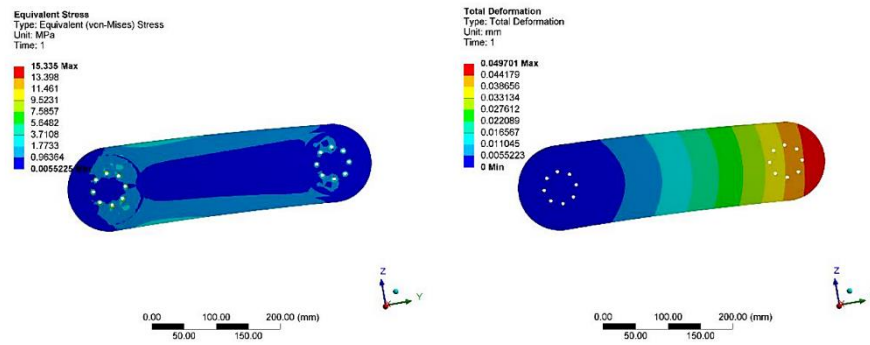 Equivalent Stress
Type: Equivalent (von-Mises) Stress
Unit: MPa
Time: 1
15.335 Max
13.398
11.461
9.5231
7.5857
5.6482
3.7108
1.7733
0.96364
0.0055225
Z
Y
0.00 100.00 200.00 (mm)
50.00 150.00
Total Deformation
Type: Total Deformation
Unit: mm
Time: 1
0.049701 Max
0.044179
0.038656
0.033134
0.027612
0.022089
0.016567
0.011045
0.0055223
0 Min
Z
0.00 100.00 200.00 (mm)
50.00 150.00